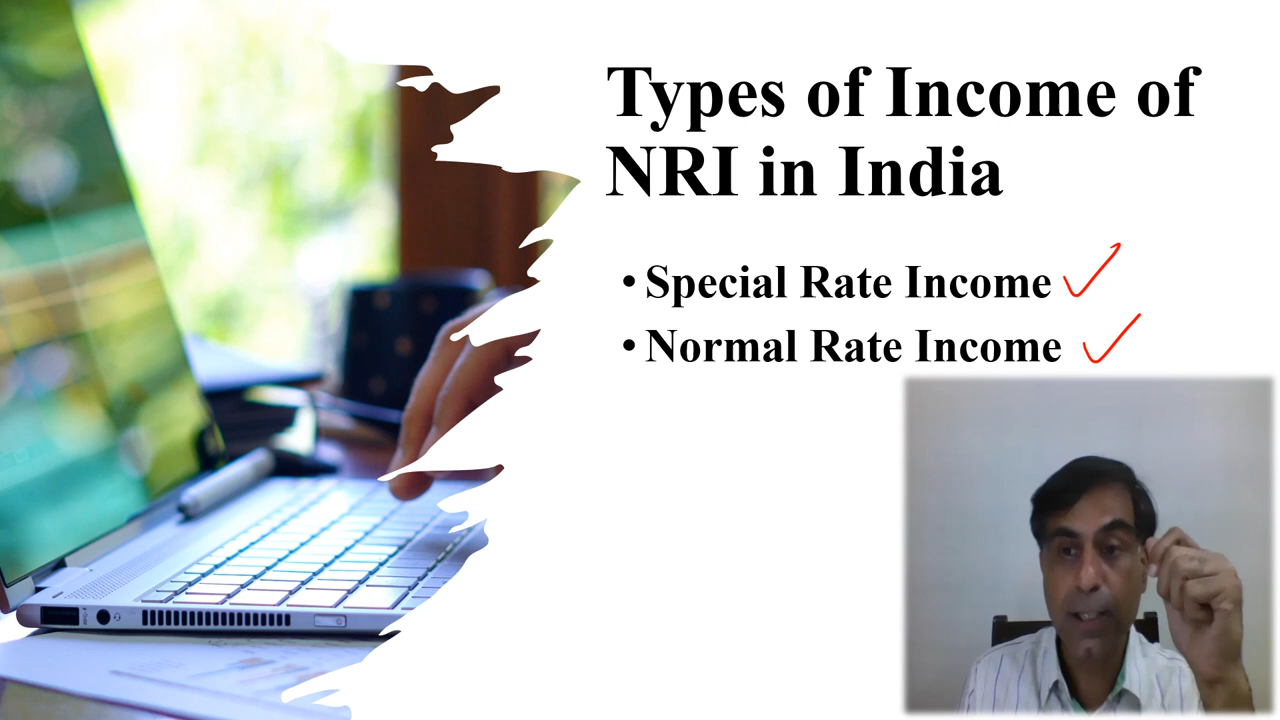 Types of Income of
NRI in India
• Special Rate Income
• Normal Rate Income